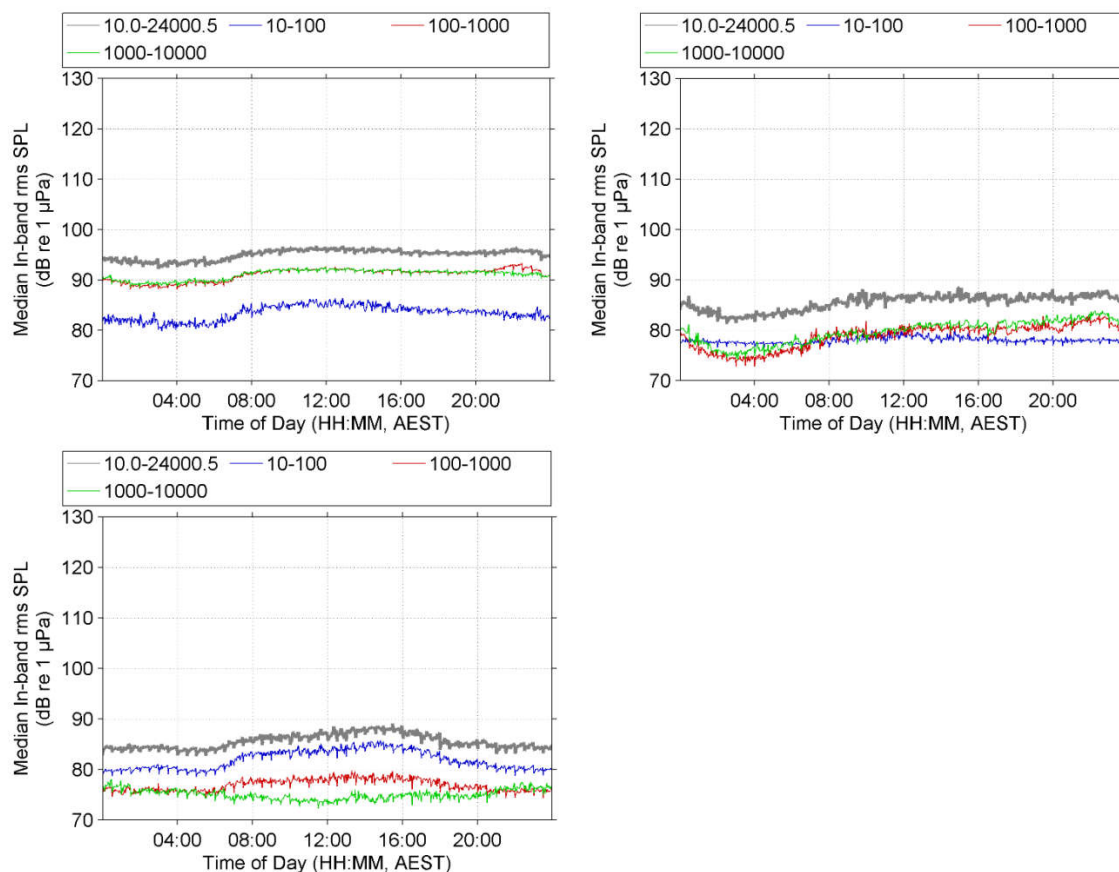 10.0-24000.5 10-100 100-1000
1000-10000
130
120
110
100
90
80
70
Median In-band rms SPL
(dB re 1 µPa)
04:00 08:00 12:00 16:00 20:00
Time of Day (HH:MM, AEST)
10.0-24000.5 10-100 100-1000
1000-10000
130
120
110
100
90
80
70
Median In-band rms SPL
(dB re 1 µPa)
04:00 08:00 12:00 16:00 20:00
Time of Day (HH:MM, AEST)
10.0-24000.5 10-100 100-1000
1000-10000
130
120
110
100
90
80
70
Median In-band rms SPL
(dB re 1 µPa)
04:00 08:00 12:00 16:00 20:00
Time of Day (HH:MM, AEST)